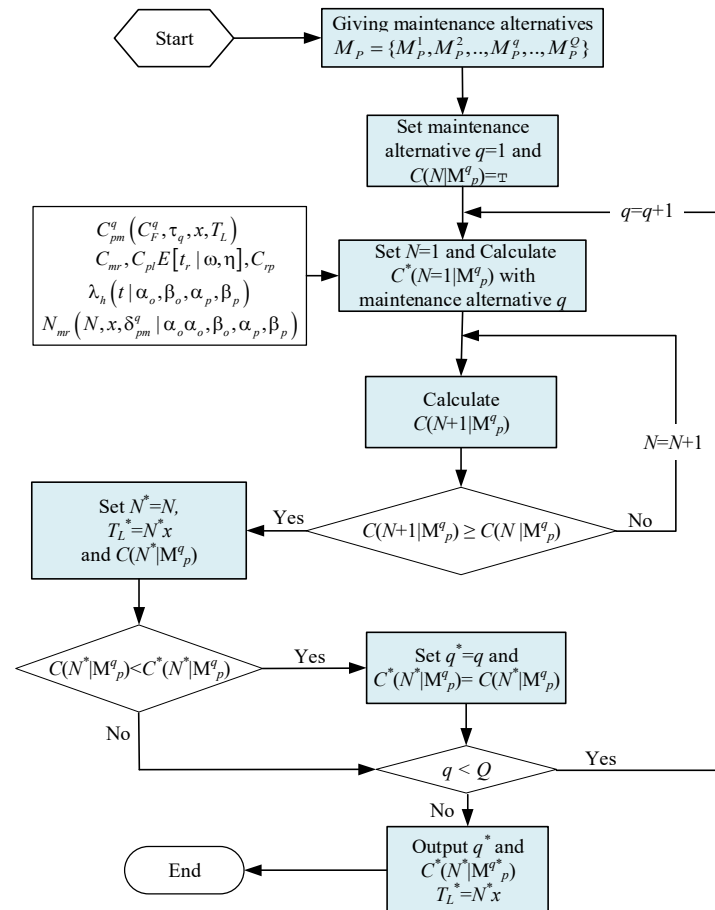 Start
Giving maintenance alternatives
M_P = {M_P^1, M_P^2,..,M_P^q,..,M_P^Q}
Set maintenance
alternative q=1 and
C(N|M^q_p)=T
q=q+1
C_pm^q (C_F^q, τ_q, x, T_L)
C_mr, C_pl E[t_r | ω, η], C_rp
λ_h (t | α_o, β_o, α_p, β_p)
N_mr (N, x, δ_pm^q | α_o α_o, β_o, α_p, β_p)
Set N=1 and Calculate
C^*(N=1|M^q_p) with
maintenance alternative q
Calculate
C(N+1|M^q_p)
N=N+1
Set N^*=N,
T_L^*=N^*x
and C(N^*|M^q_p)
Yes
C(N+1|M^q_p) ≥ C(N|M^q_p)
No
C(N^*|M^q_p)<C^*(N^*|M^q_p)
Yes
Set q^*=q and
C^*(N^*|M^q_p)= C(N^*|M^q_p)
No
q < Q
Yes
No
Output q^* and
C^*(N^*|M^q*_p)
T_L^*=N^*x
End